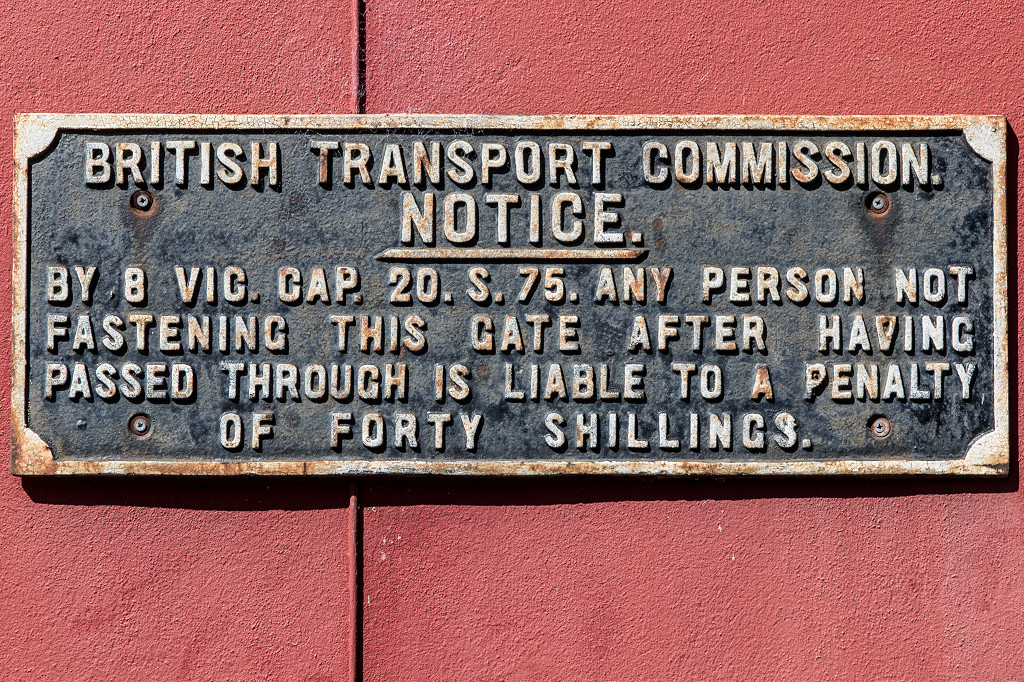 BRITISH TRANSPORT COMMISSION.
NOTICE.
BY 8 VIC. CAP. 20. S. 75. ANY PERSON NOT
FASTENING THIS GATE AFTER HAVING
PASSED THROUGH IS LIABLE TO A PENALTY
OF FORTY SHILLINGS.